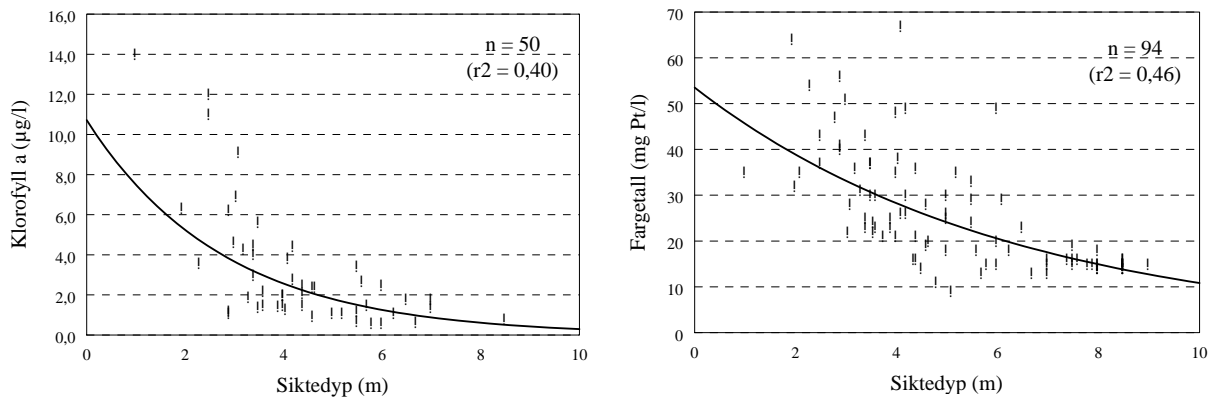 16,0
14,0
12,0
10,0
8,0
6,0
4,0
2,0
0,0
Klorofyll a (µg/l)
n = 50
(r2 = 0,40)
0 2 4 6 8 10
Siktedyp (m)
70
60
50
40
30
20
10
0
Fargetall (mg Pt/l)
n = 94
(r2 = 0,46)
0 2 4 6 8 10
Siktedyp (m)